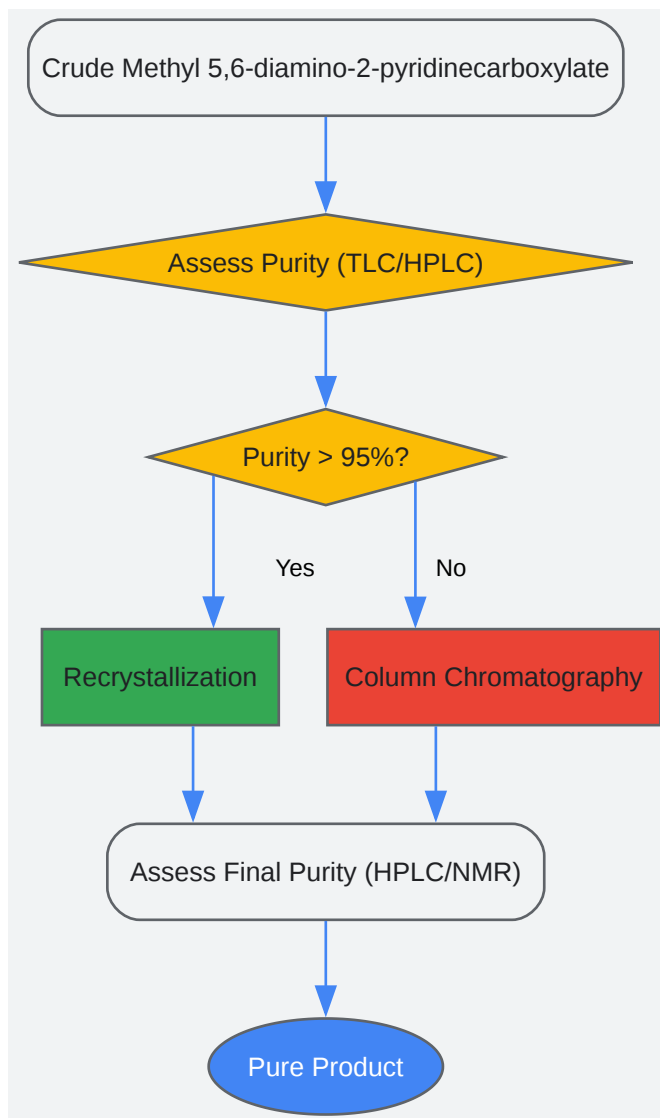 Crude Methyl 5,6-diamino-2-pyridinecarboxylate
Assess Purity (TLC/HPLC)
Purity > 95%?
Yes
No
Recrystallization
Column Chromatography
Assess Final Purity (HPLC/NMR)
Pure Product